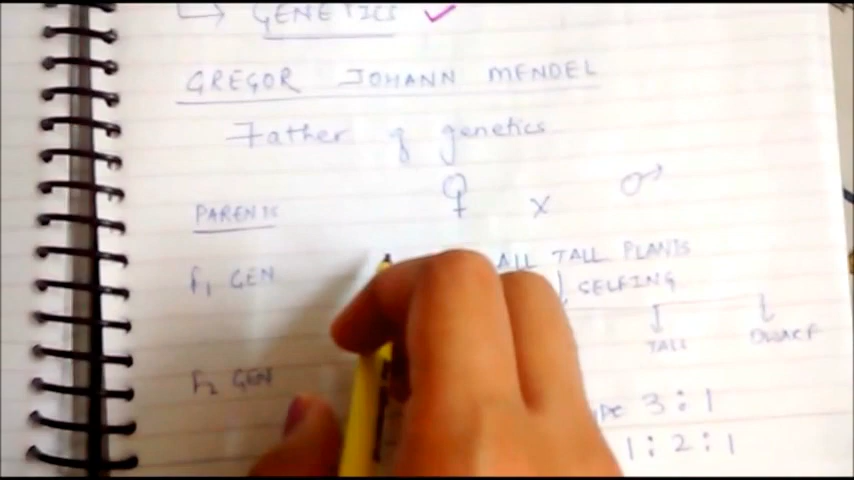 GENETICS
GREGOR JOHANN MENDEL
Father of genetics
PARENTS ♀ X ♂
F1 GEN ALL TALL PLANTS
SELFING
TALL DWARF
F2 GEN
3:1
1:2:1